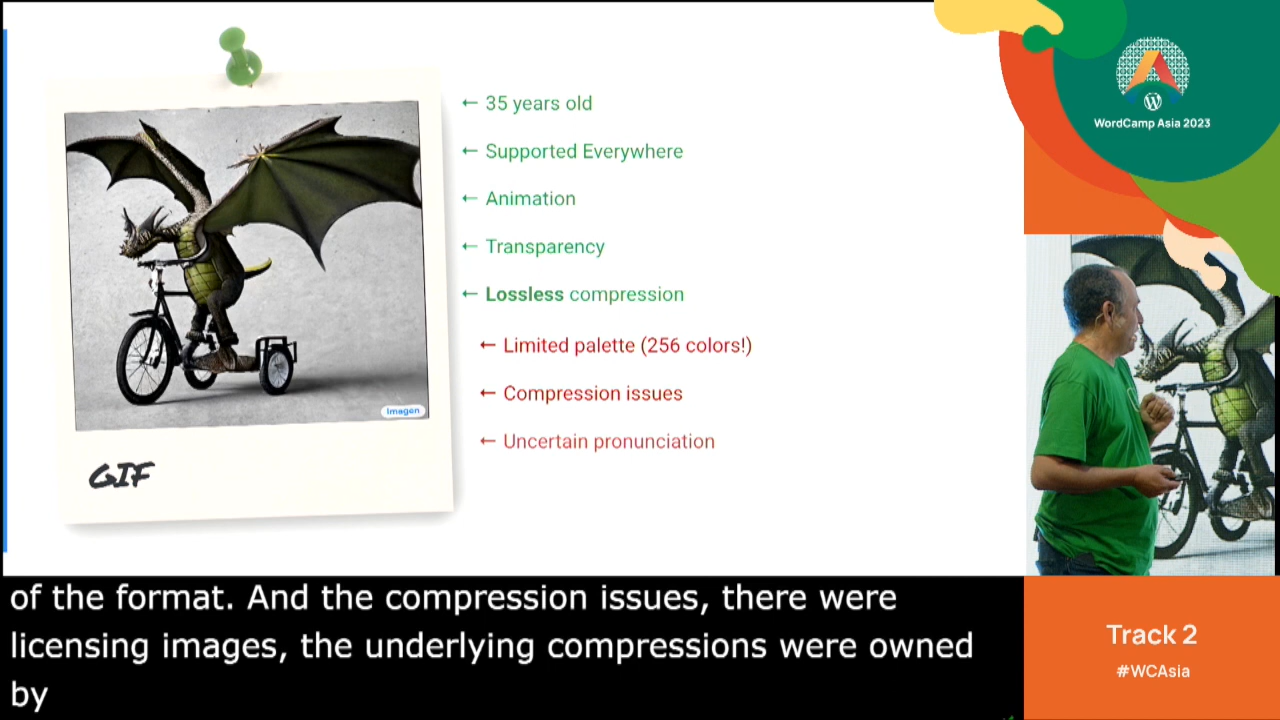 ← 35 years old
← Supported Everywhere
← Animation
← Transparency
← Lossless compression
← Limited palette (256 colors!)
← Compression issues
← Uncertain pronunciation
Imagen
GIF
WordCamp Asia 2023
of the format. And the compression issues, there were
licensing images, the underlying compressions were owned
by
Track 2
#WCAsia